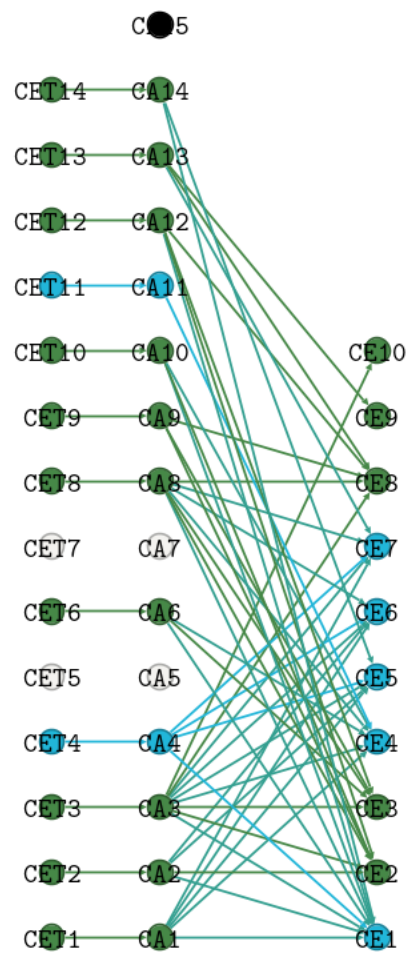 CA15
CET14 CA14
CET13 CA13
CET12 CA12
CET11 CA11
CET10 CA10 CE10
CET9 CA9 CE9
CET8 CA8 CE8
CET7 CA7 CE7
CET6 CA6 CE6
CET5 CA5 CE5
CET4 CA4 CE4
CET3 CA3 CE3
CET2 CA2 CE2
CET1 CA1 CE1